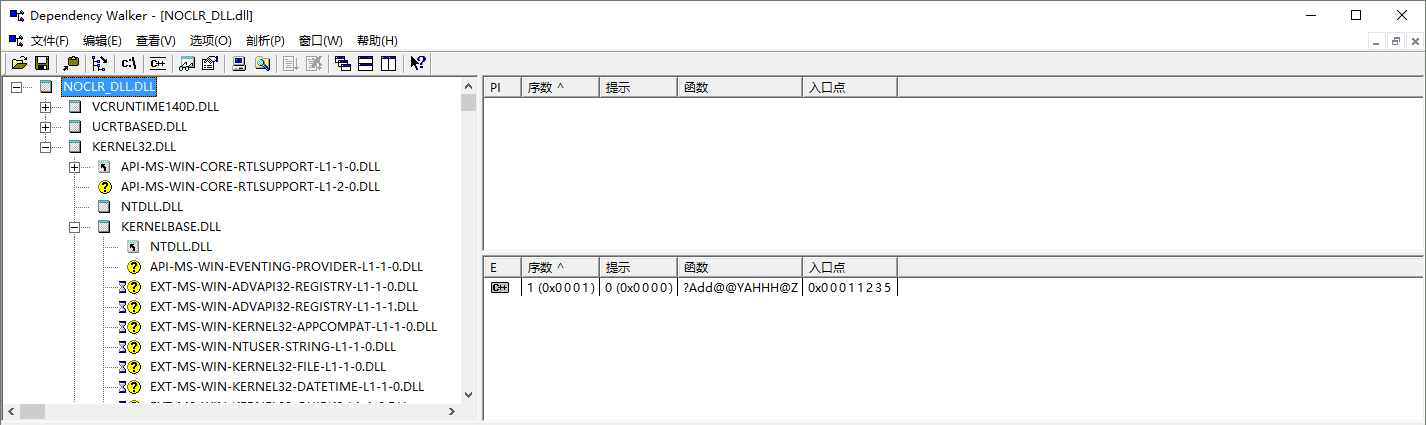 Dependency Walker - [NOCLR_DLL.dll]
文件(F) 编辑(E) 查看(V) 选项(O) 剖析(P) 窗口(W) 帮助(H)
c:\ C++
NOCLR_DLL.DLL
VCRUNTIME140D.DLL
UCRTBASED.DLL
KERNEL32.DLL
API-MS-WIN-CORE-RTLSUPPORT-L1-1-0.DLL
API-MS-WIN-CORE-RTLSUPPORT-L1-2-0.DLL
NTDLL.DLL
KERNELBASE.DLL
NTDLL.DLL
API-MS-WIN-EVENTING-PROVIDER-L1-1-0.DLL
EXT-MS-WIN-ADVAPI32-REGISTRY-L1-1-0.DLL
EXT-MS-WIN-ADVAPI32-REGISTRY-L1-1-1.DLL
EXT-MS-WIN-KERNEL32-APPCOMPAT-L1-1-0.DLL
EXT-MS-WIN-NTUSER-STRING-L1-1-0.DLL
EXT-MS-WIN-KERNEL32-FILE-L1-1-0.DLL
EXT-MS-WIN-KERNEL32-DATETIME-L1-1-0.DLL
PI 序数 ^ 提示 函数 入口点
E 序数 ^ 提示 函数 入口点
C++ 1 (0x0001) 0 (0x0000) ?Add@@YAHHH@Z 0x00011235